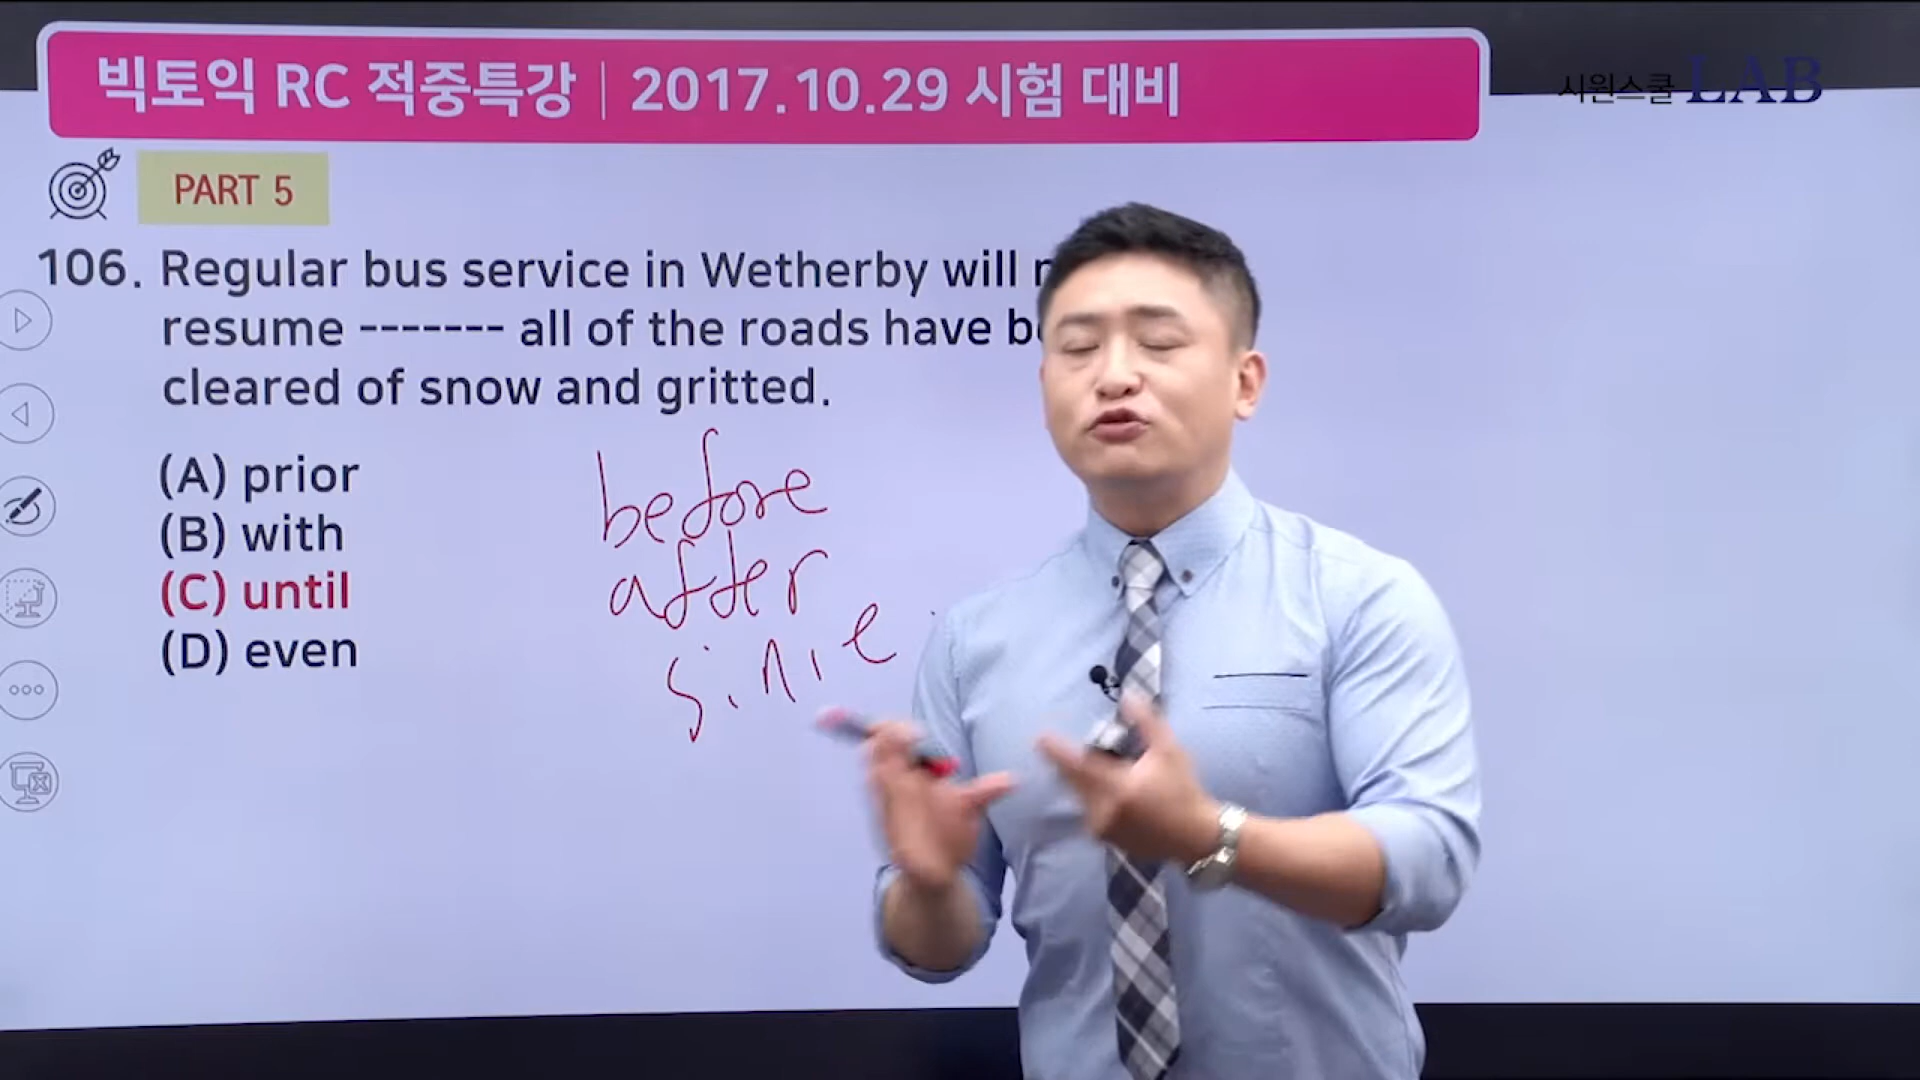 빅토익 RC 적중특강 | 2017.10.29 시험 대비
시원스쿨 LAB
PART 5
106. Regular bus service in Wetherby will
resume ------- all of the roads have
cleared of snow and gritted.
(A) prior
(B) with
(C) until
(D) even
before
after
since